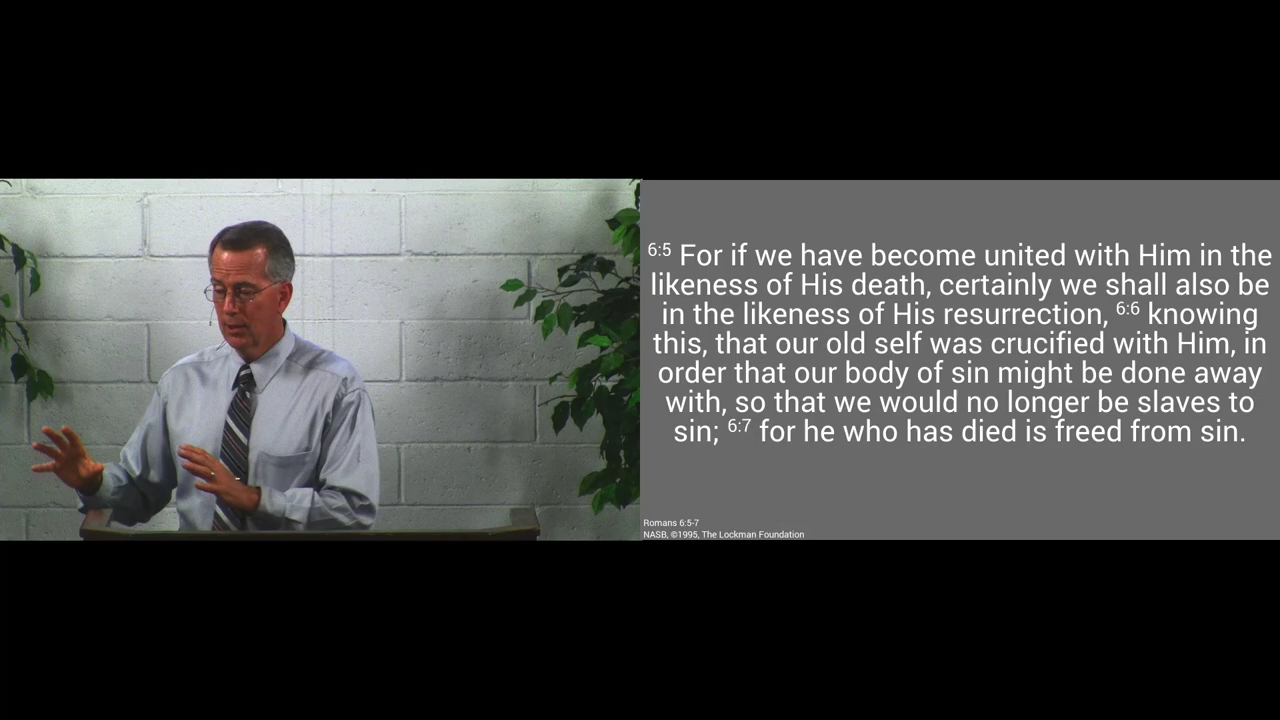 6:5 For if we have become united with Him in the
likeness of His death, certainly we shall also be
in the likeness of His resurrection, 6:6 knowing
this, that our old self was crucified with Him, in
order that our body of sin might be done away
with, so that we would no longer be slaves to
sin; 6:7 for he who has died is freed from sin.
Romans 6:5-7
NASB, ©1995, The Lockman Foundation